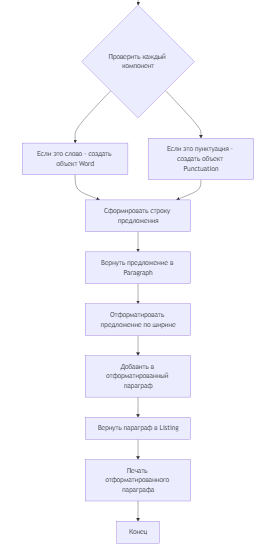 Проверить каждый
компонент
Если это слово - создать
объект Word
Если это пунктуация -
создать объект
Punctuation
Сформировать строку
предложения
Вернуть предложение в
Paragraph
Отформатировать
предложение по ширине
Добавить в
отформатированный
параграф
Вернуть параграф в Listing
Печать
отформатированного
параграфа
Конец